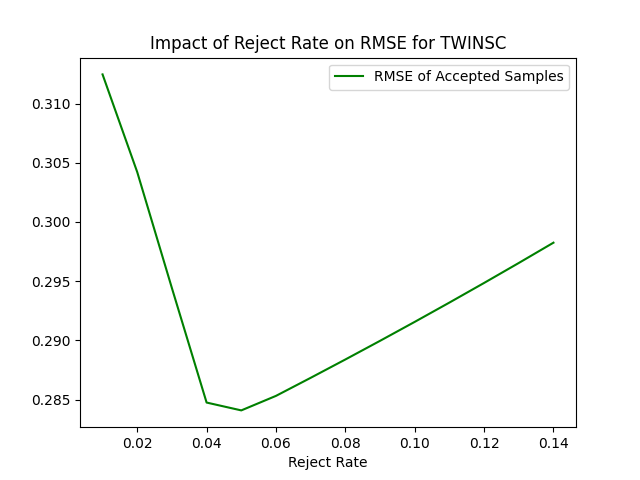 Impact of Reject Rate on RMSE for TWINSC
RMSE of Accepted Samples
0.310
0.305
0.300
0.295
0.290
0.285
0.02 0.04 0.06 0.08 0.10 0.12 0.14
Reject Rate